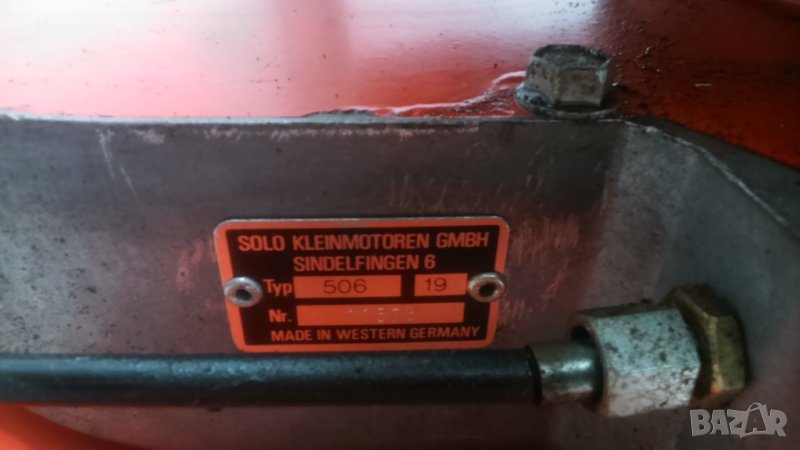 SOLO KLEINMOTOREN GMBH
SINDELFINGEN 6
Typ 506 19
Nr.
MADE IN WESTERN GERMANY
BAZAR